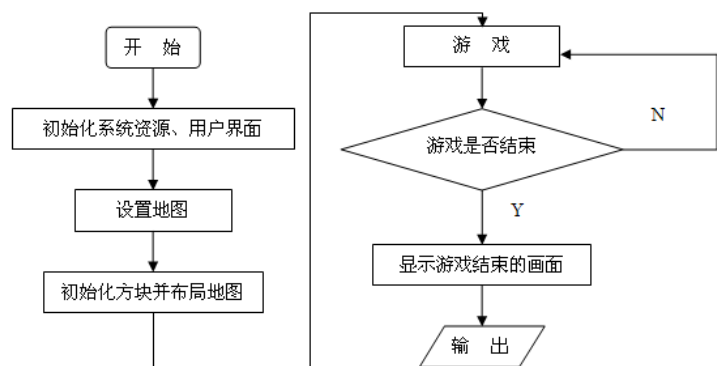 开 始
初始化系统资源、用户界面
设置地图
初始化方块并布局地图
游 戏
游戏是否结束
N
Y
显示游戏结束的画面
输 出